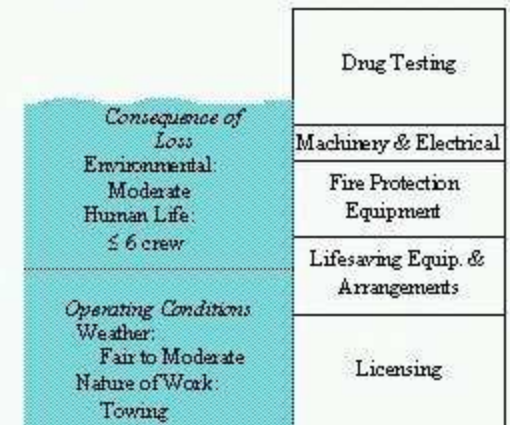 Consequence of
Loss
Environmental:
Moderate
Human Life:
≤ 6 crew
Operating Conditions
Weather:
Fair to Moderate
Nature of Work:
Towing
Drug Testing
Machinery & Electrical
Fire Protection
Equipment
Lifesaving Equip. &
Arrangements
Licensing